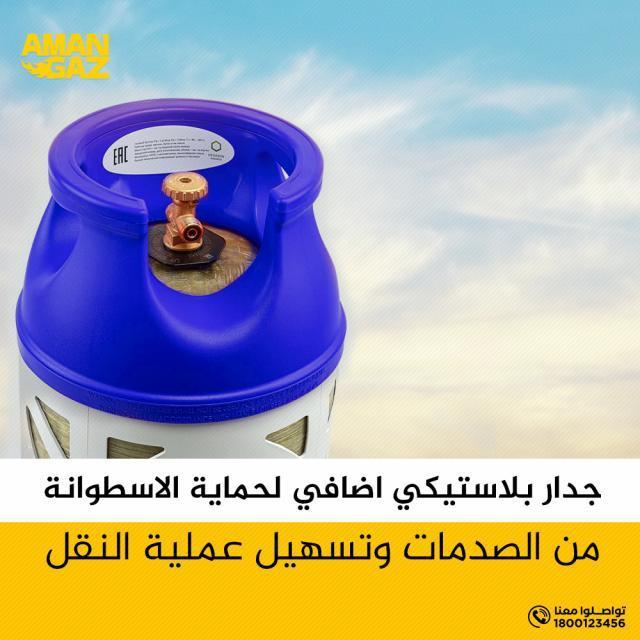 AMAN
GAZ
EAC
جدار بلاستيكي اضافي لحماية الاسطوانة
من الصدمات وتسهيل عملية النقل
تواصلوا معنا
1800123456